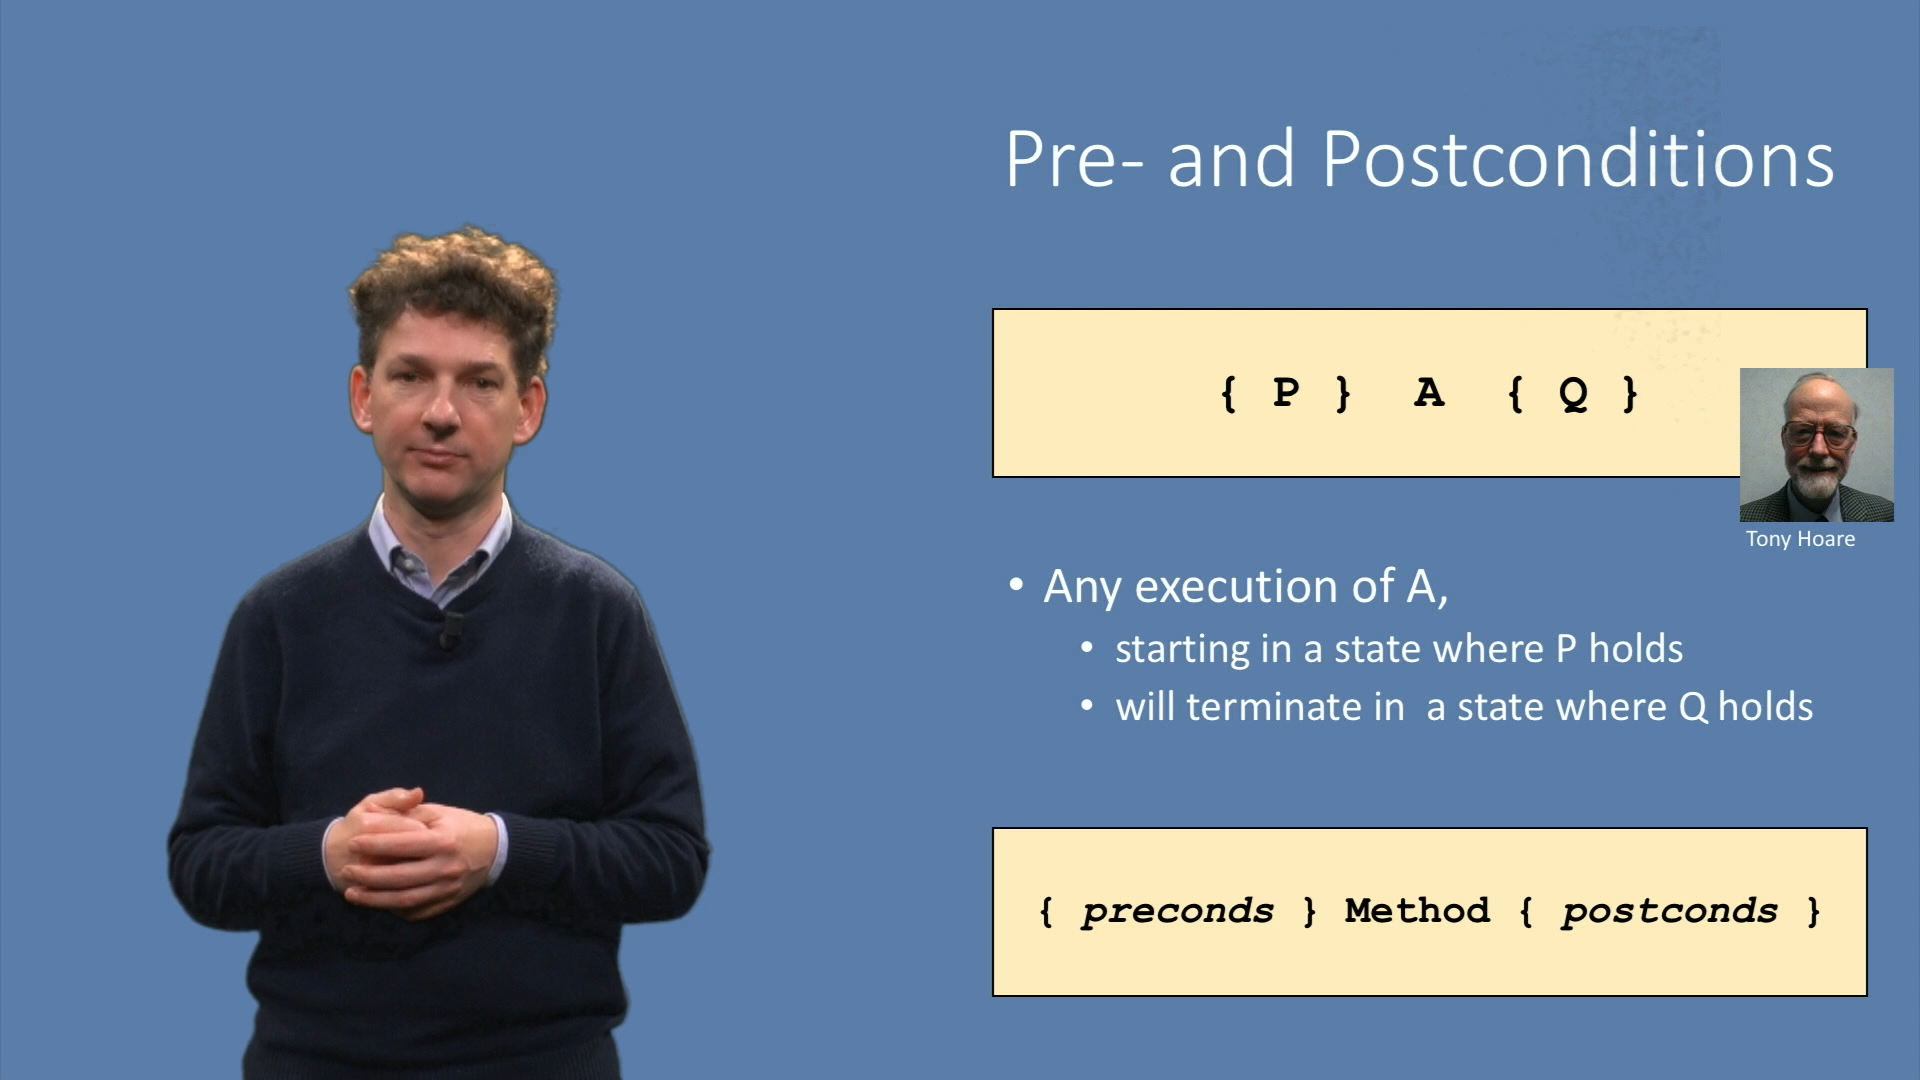 Pre- and Postconditions
{ P } A { Q }
Tony Hoare
• Any execution of A,
• starting in a state where P holds
• will terminate in a state where Q holds
{ preconds } Method { postconds }